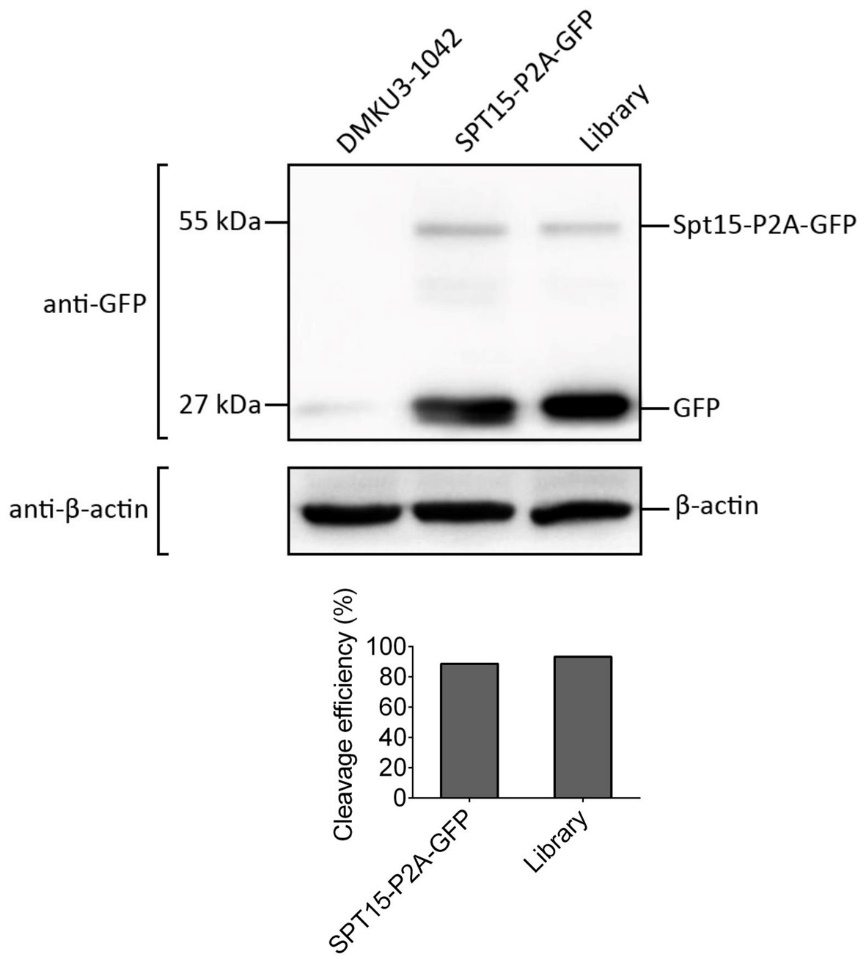 DMKU3-1042
SPT15-P2A-GFP
Library
55 kDa
Spt15-P2A-GFP
anti-GFP
27 kDa
GFP
anti-β-actin
β-actin
Cleavage efficiency (%)
100
80
60
40
20
0
SPT15-P2A-GFP
Library